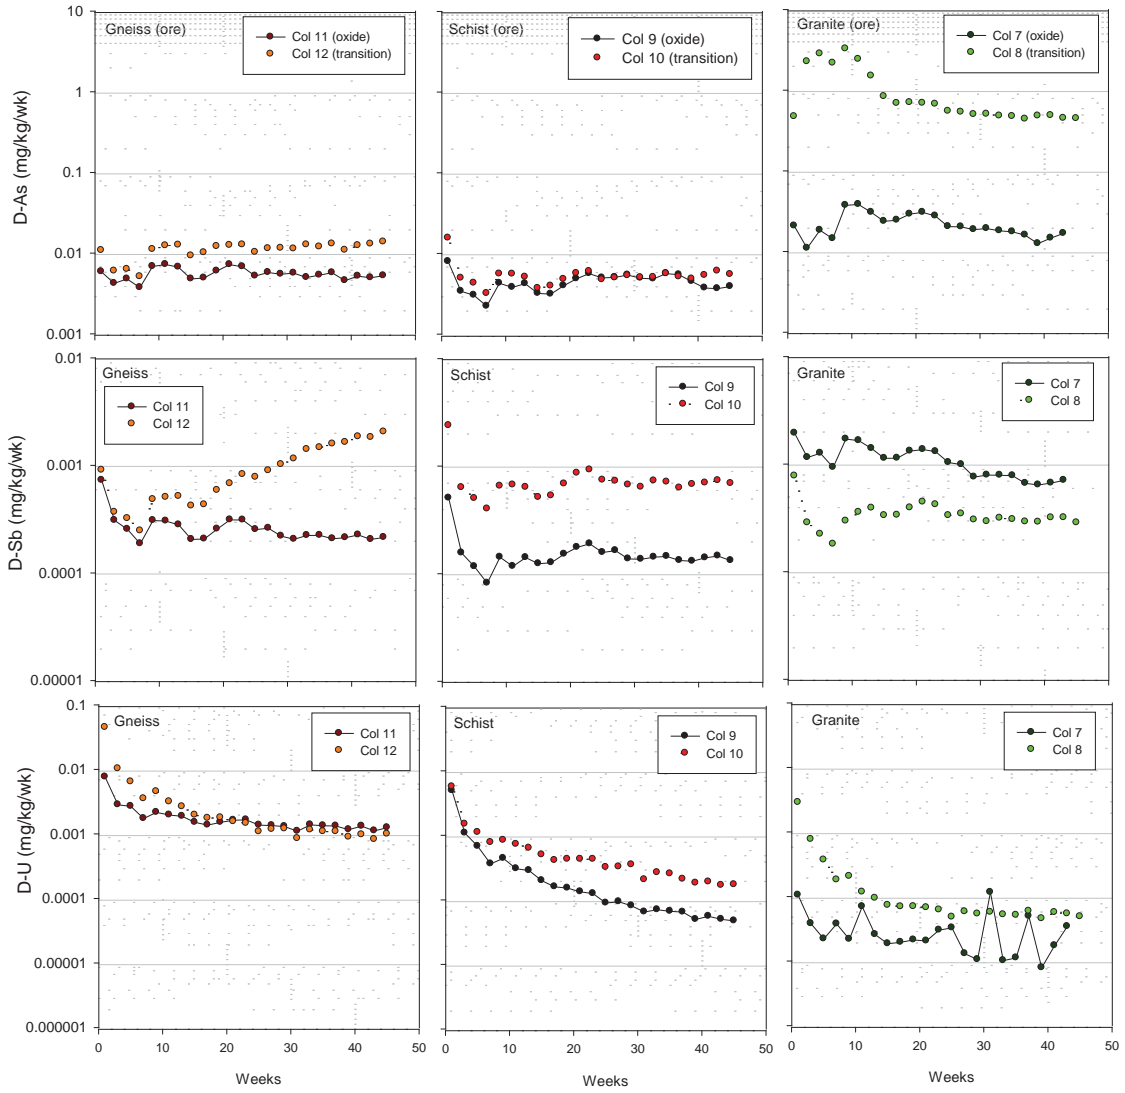 10
1
0.1
0.01
0.001
D-As (mg/kg/wk)
Gneiss (ore)
Col 11 (oxide)
Col 12 (transition)
Schist (ore)
Col 9 (oxide)
Col 10 (transition)
Granite (ore)
Col 7 (oxide)
Col 8 (transition)
0.01
0.001
0.0001
0.00001
D-Sb (mg/kg/wk)
Gneiss
Col 11
Col 12
Schist
Col 9
Col 10
Granite
Col 7
Col 8
0.1
0.01
0.001
0.0001
0.00001
0.000001
D-U (mg/kg/wk)
Gneiss
Col 11
Col 12
Schist
Col 9
Col 10
Granite
Col 7
Col 8
0 10 20 30 40 50
0 10 20 30 40 50
0 10 20 30 40 50
Weeks
Weeks
Weeks